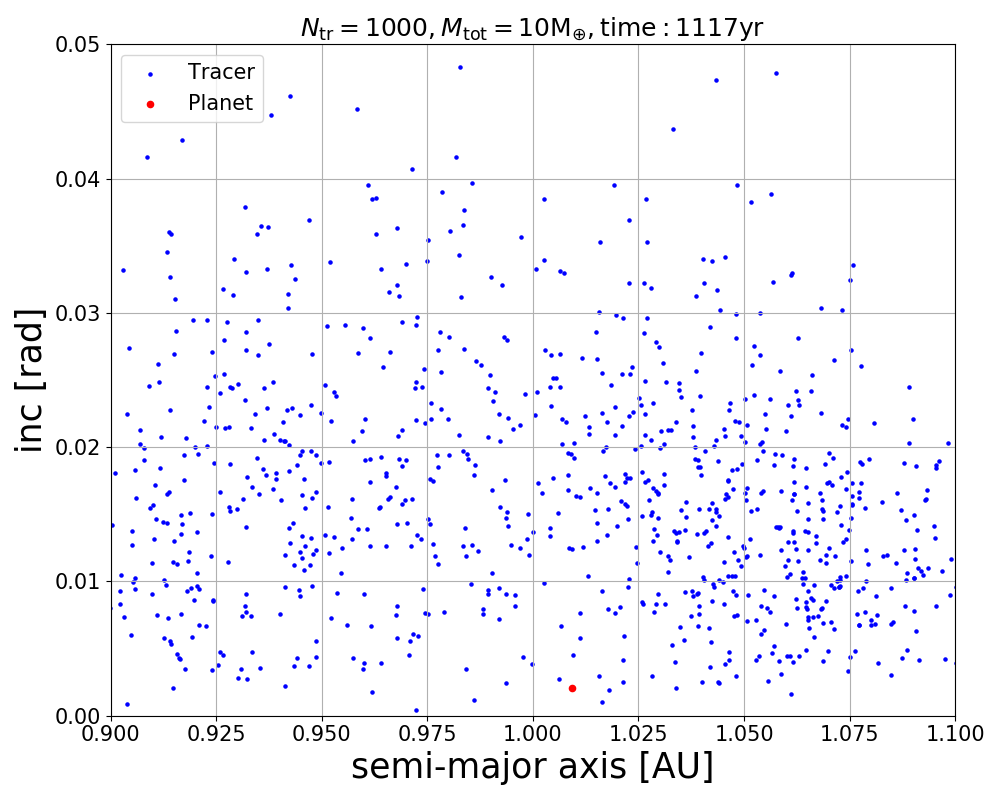 N_tr = 1000, M_tot = 10M_⊕, time : 1117yr
Tracer
Planet
inc [rad]
0.05
0.04
0.03
0.02
0.01
0.00
0.900 0.925 0.950 0.975 1.000 1.025 1.050 1.075 1.100
semi-major axis [AU]